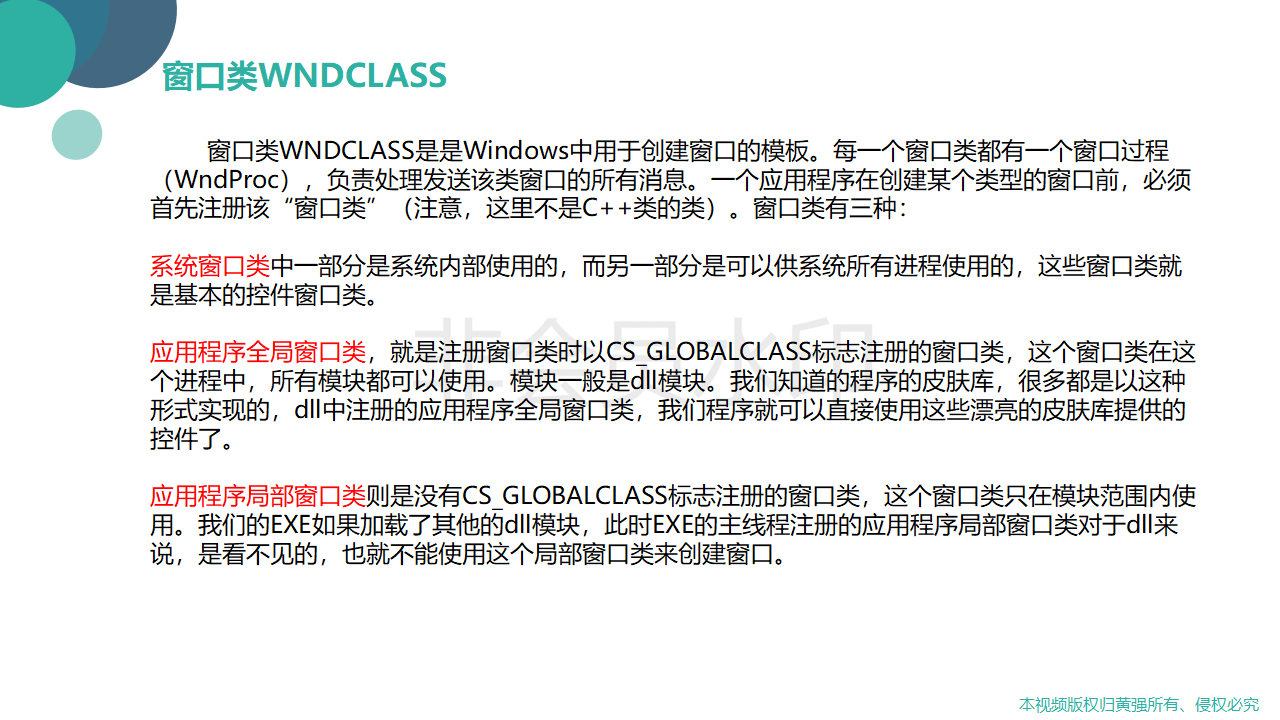 窗口类WNDCLASS
窗口类WNDCLASS是是Windows中用于创建窗口的模板。每一个窗口类都有一个窗口过程
（WndProc），负责处理发送该类窗口的所有消息。一个应用程序在创建某个类型的窗口前，必须
首先注册该“窗口类”（注意，这里不是C++类的类）。窗口类有三种：
系统窗口类中一部分是系统内部使用的，而另一部分是可以供系统所有进程使用的，这些窗口类就
是基本的控件窗口类。
应用程序全局窗口类，就是注册窗口类时以CS_GLOBALCLASS标志注册的窗口类，这个窗口类在这
个进程中，所有模块都可以使用。模块一般是dll模块。我们知道的程序的皮肤库，很多都是以这种
形式实现的，dll中注册的应用程序全局窗口类，我们程序就可以直接使用这些漂亮的皮肤库提供的
控件了。
应用程序局部窗口类则是没有CS_GLOBALCLASS标志注册的窗口类，这个窗口类只在模块范围内使
用。我们的EXE如果加载了其他的dll模块，此时EXE的主线程注册的应用程序局部窗口类对于dll来
说，是看不见的，也就不能使用这个局部窗口类来创建窗口。
非会员水印
本视频版权归黄强所有、侵权必究